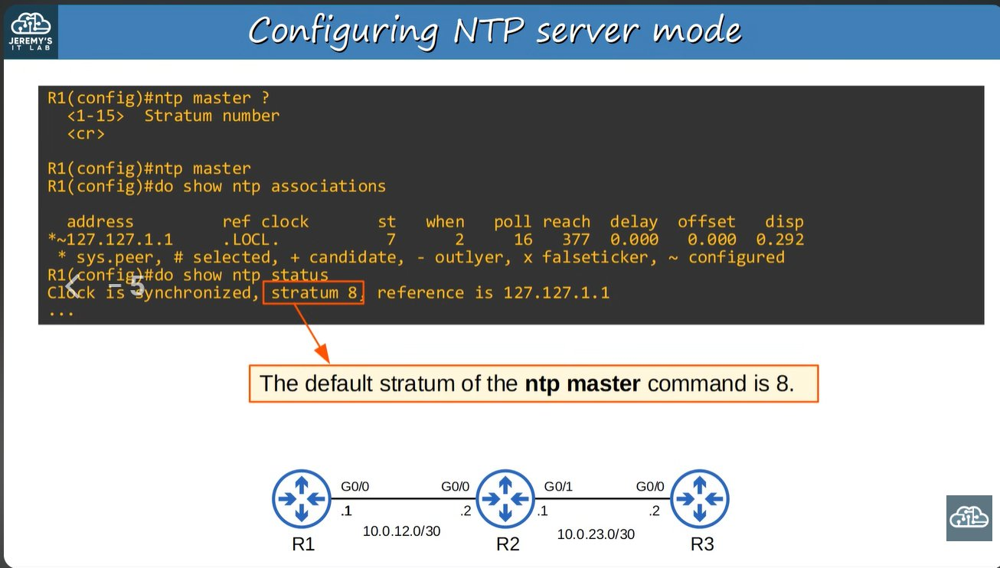 JEREMY'S
IT LAB
Configuring NTP server mode
R1(config)#ntp master ?
<1-15> Stratum number
<cr>
R1(config)#ntp master
R1(config)#do show ntp associations
address ref clock st when poll reach delay offset disp
*~127.127.1.1 .LOCL. 7 2 16 377 0.000 0.000 0.292
* sys.peer, # selected, + candidate, - outlyer, x falseticker, ~ configured
R1(config)#do show ntp status
Clock is synchronized, stratum 8, reference is 127.127.1.1
...
− 5
The default stratum of the ntp master command is 8.
G0/0 G0/0 G0/1 G0/0
.1 .2 .1 .2
10.0.12.0/30 10.0.23.0/30
R1 R2 R3